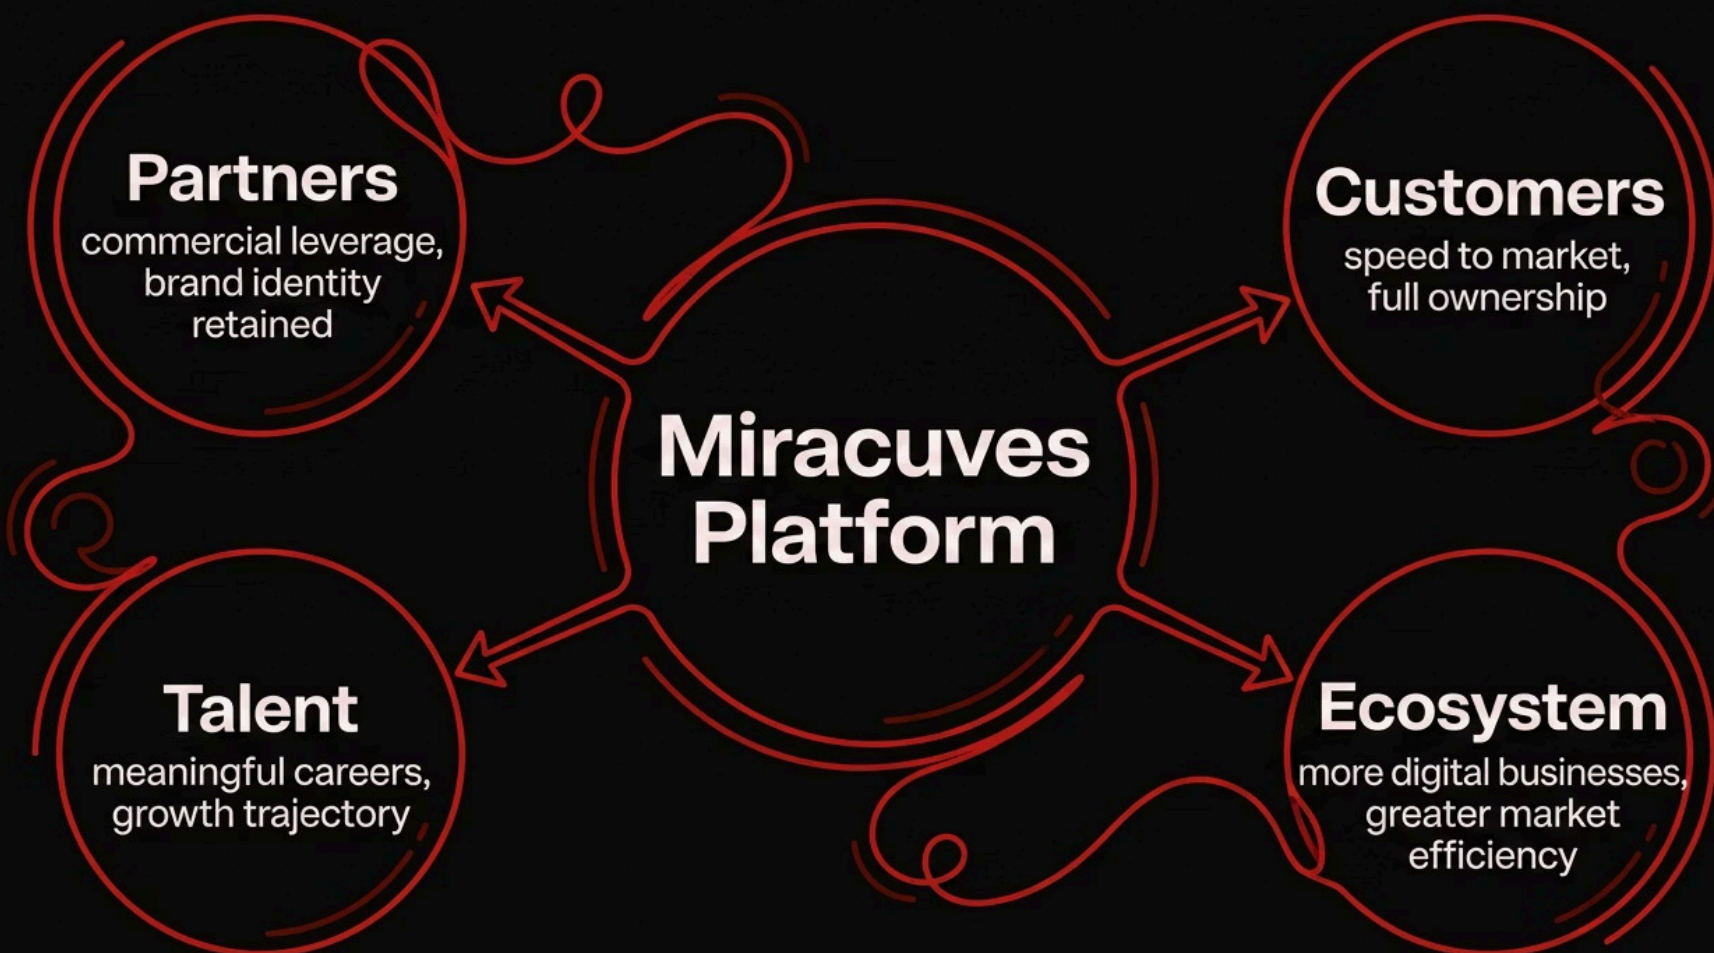 Partners
commercial leverage,
brand identity
retained
Customers
speed to market,
full ownership
Miracuves
Platform
Talent
meaningful careers,
growth trajectory
Ecosystem
more digital businesses,
greater market
efficiency